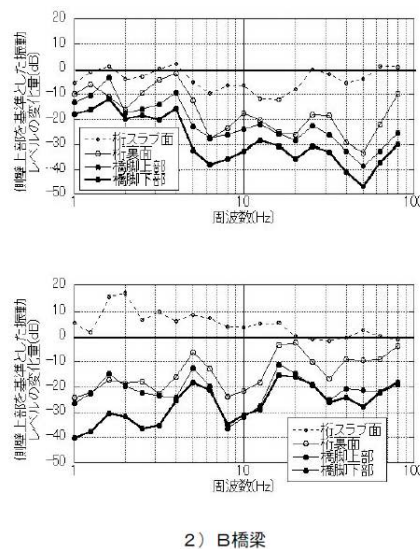 側壁上部を基準とした振動
レベルの変化量(dB)
20
10
0
-10
-20
-30
-40
-50
桁スラブ面
桁裏面
橋脚上部
橋脚下部
1
10
100
周波数(Hz)
側壁上部を基準とした振動
レベルの変化量(dB)
20
10
0
-10
-20
-30
-40
-50
桁スラブ面
桁裏面
橋脚上部
橋脚下部
1
10
100
周波数(Hz)
2) B橋梁